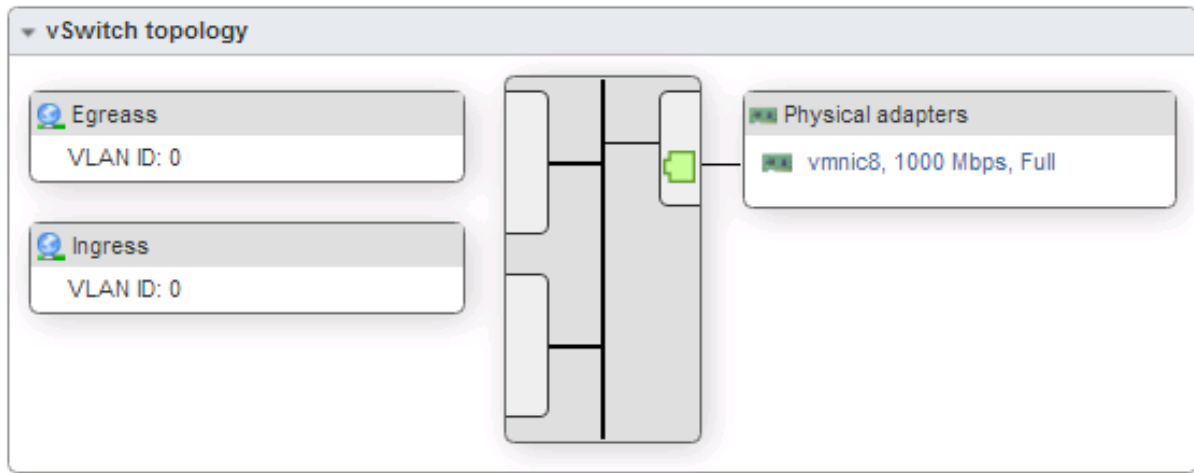 vSwitch topology
Egreass
VLAN ID: 0
Ingress
VLAN ID: 0
Physical adapters
vmnic8, 1000 Mbps, Full